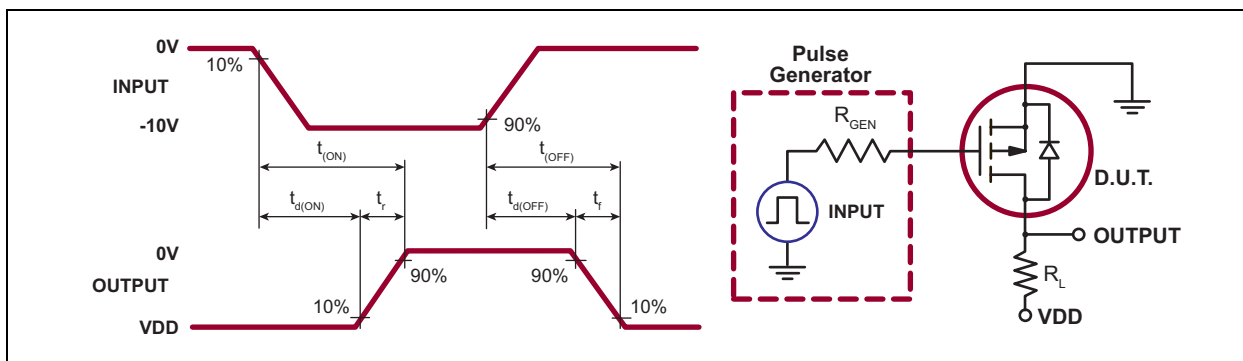 0V
10%
INPUT
-10V
90%
t(ON)
t(OFF)
td(ON)
tr
td(OFF)
tf
0V
90%
90%
OUTPUT
10%
10%
VDD
Pulse
Generator
RGEN
INPUT
D.U.T.
OUTPUT
RL
VDD